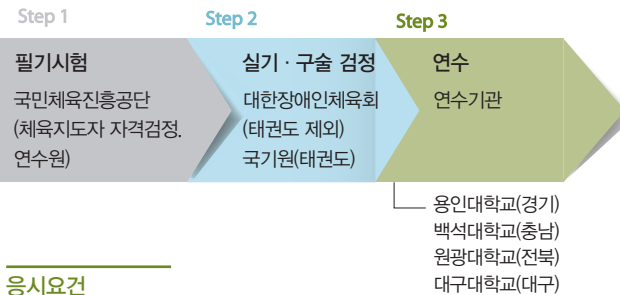 Step 1
Step 2
Step 3
필기시험
국민체육진흥공단
(체육지도자 자격검정.
연수원)
실기 · 구술 검정
대한장애인체육회
(태권도 제외)
국기원(태권도)
연수
연수기관
용인대학교(경기)
백석대학교(충남)
원광대학교(전북)
대구대학교(대구)
응시요건